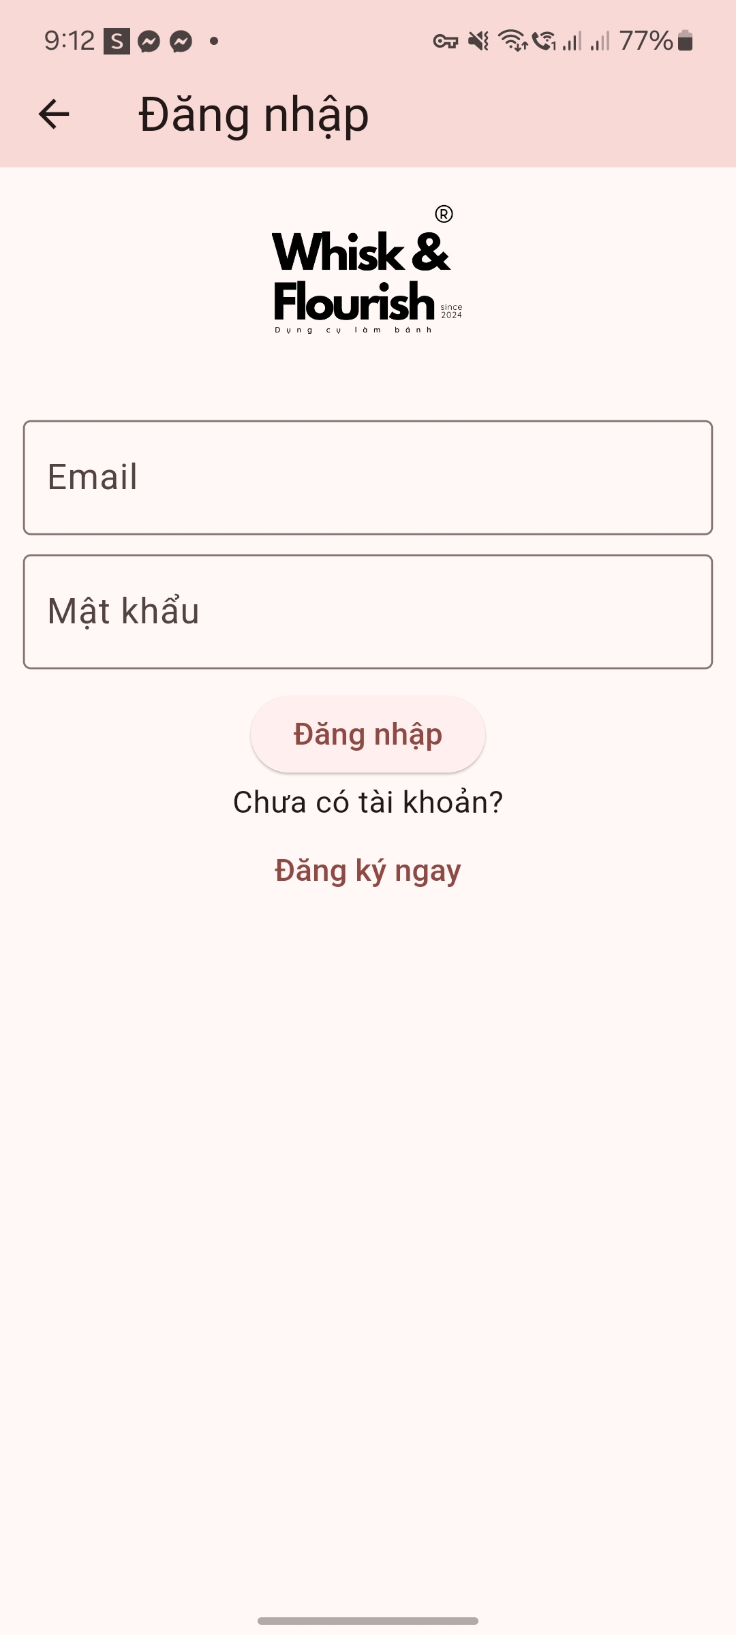 9:12 S 77%
Đăng nhập
®
Whisk &
Flourish since 2024
Dụng cụ làm bánh
Email
Mật khẩu
Đăng nhập
Chưa có tài khoản?
Đăng ký ngay